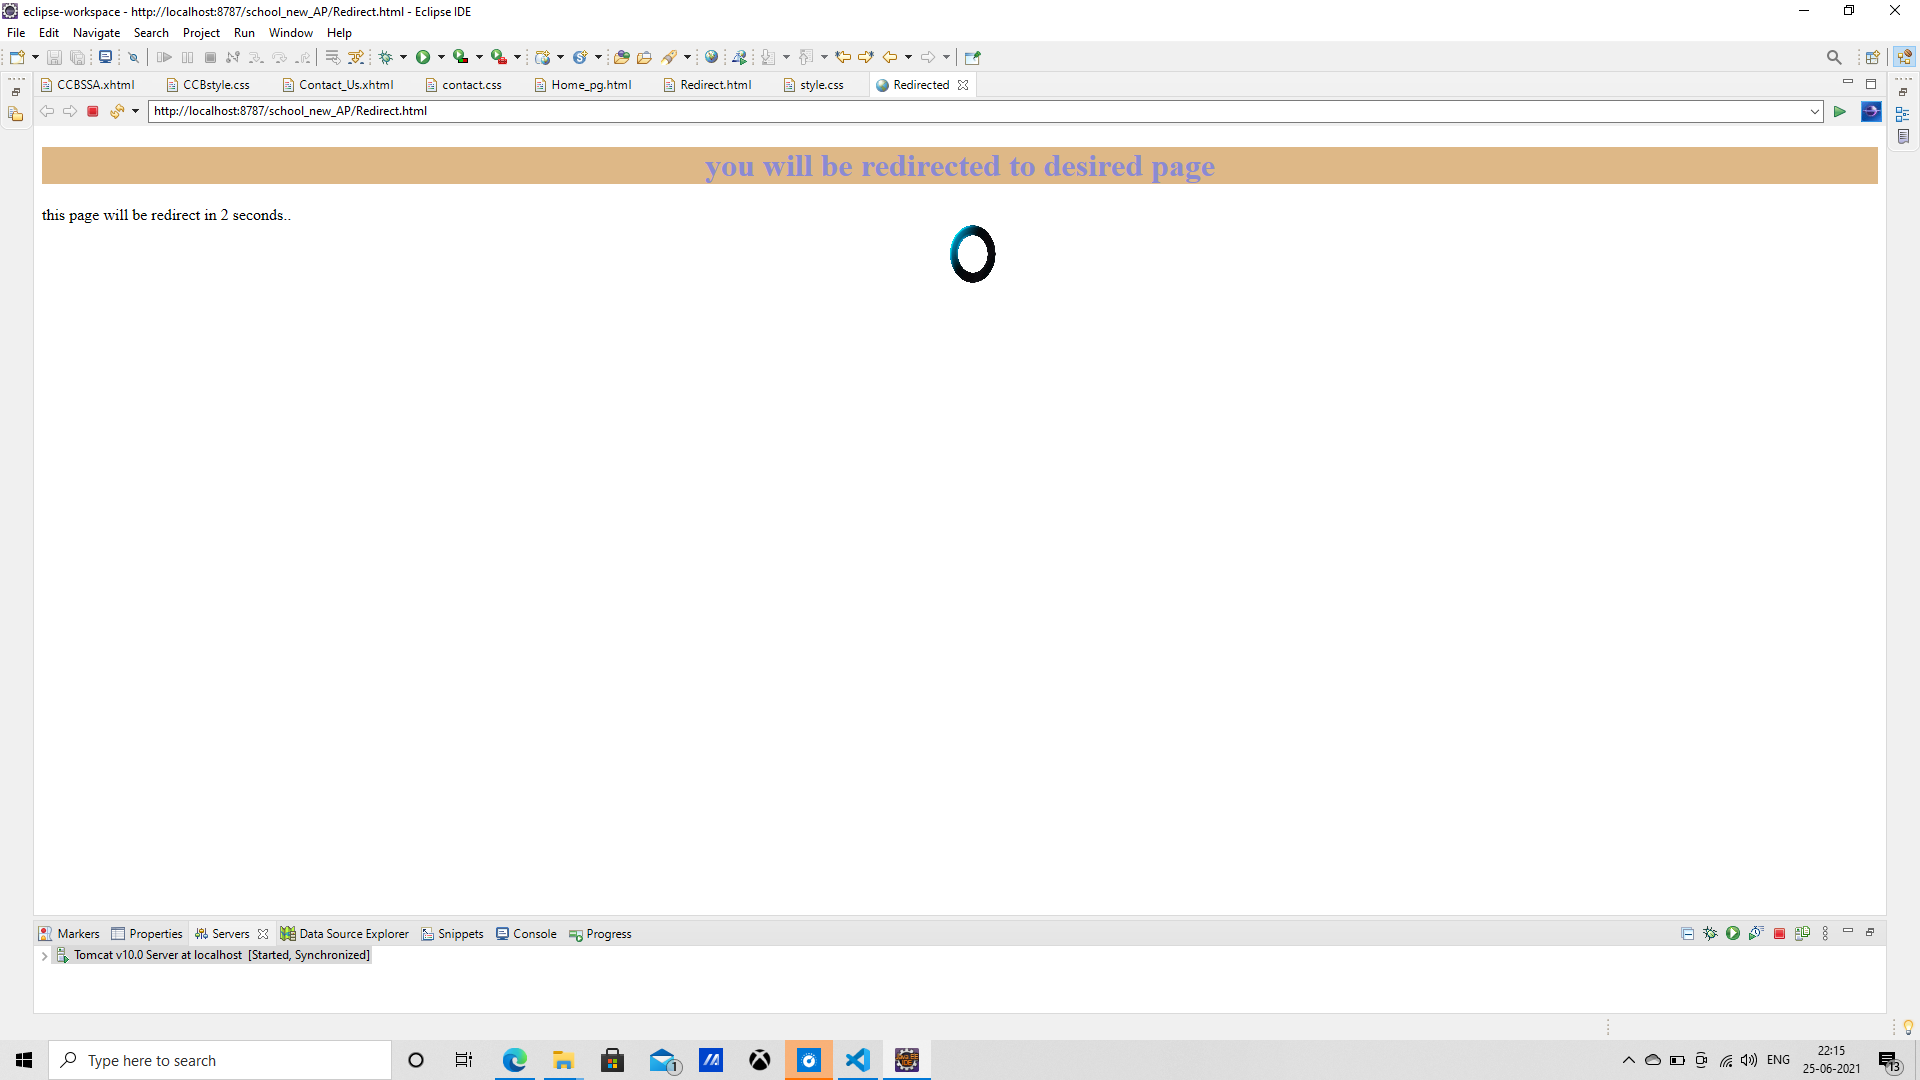 eclipse-workspace - http://localhost:8787/school_new_AP/Redirect.html - Eclipse IDE
File Edit Navigate Search Project Run Window Help
CCBSSA.xhtml CCBstyle.css Contact_Us.xhtml contact.css Home_pg.html Redirect.html style.css Redirected
http://localhost:8787/school_new_AP/Redirect.html
you will be redirected to desired page
this page will be redirect in 2 seconds..
Markers Properties Servers Data Source Explorer Snippets Console Progress
Tomcat v10.0 Server at localhost [Started, Synchronized]
Type here to search
1
ENG
22:15
25-06-2021
13